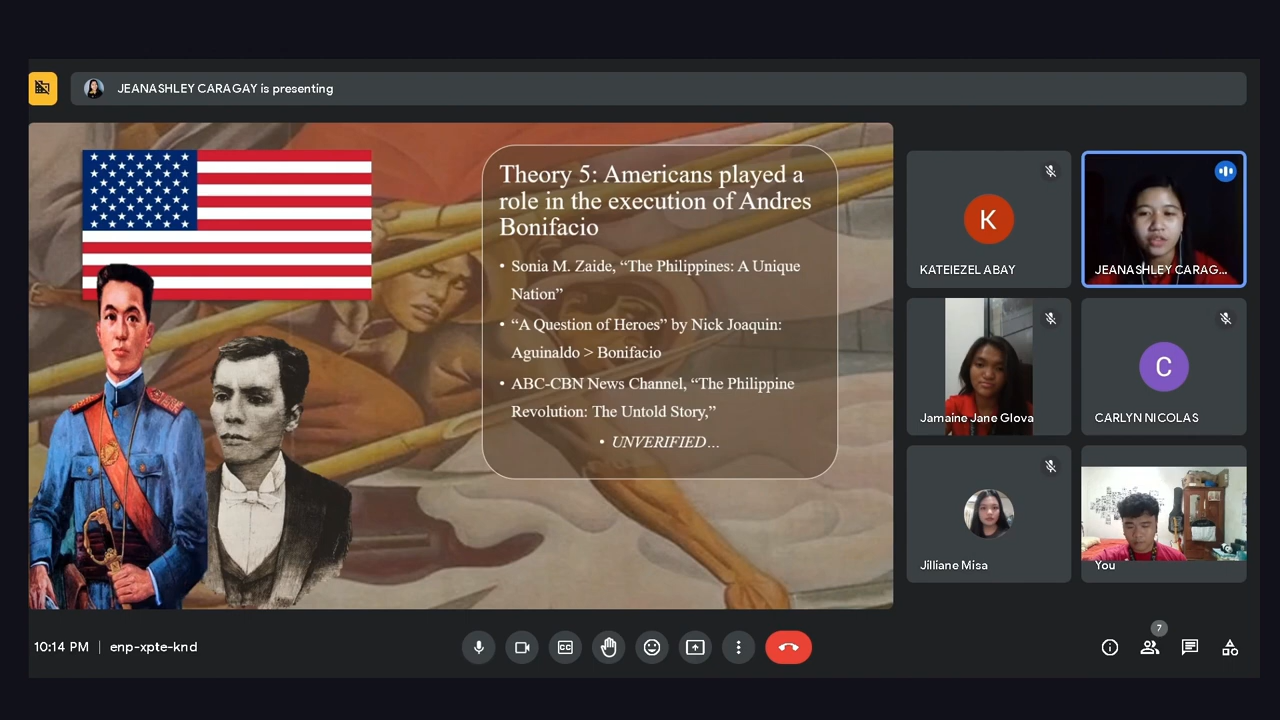 JEANASHLEY CARAGAY is presenting
Theory 5: Americans played a
role in the execution of Andres
Bonifacio
• Sonia M. Zaide, “The Philippines: A Unique
Nation”
• “A Question of Heroes” by Nick Joaquin:
Aguinaldo > Bonifacio
• ABC-CBN News Channel, “The Philippine
Revolution: The Untold Story,”
• UNVERIFIED…
K
KATEIEZEL ABAY
JEANASHLEY CARAG...
Jamaine Jane Glova
C
CARLYN NICOLAS
Jilliane Misa
You
10:14 PM | enp-xpte-knd
CC
7